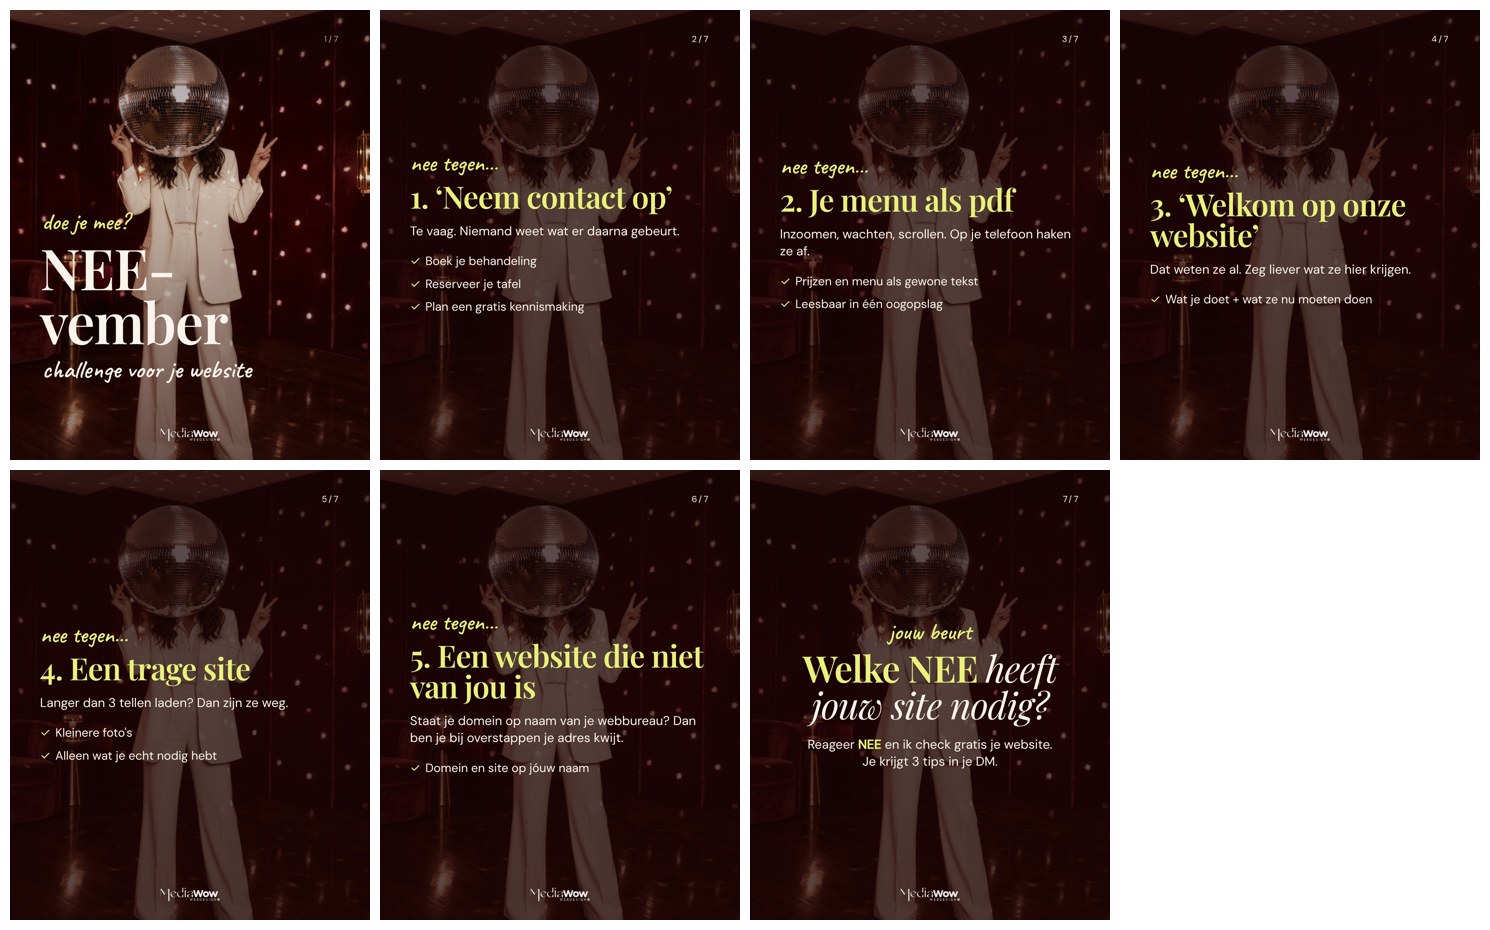 1/7
doe je mee?
NEE-
vember
challenge voor je website
MediaWow
WEBDESIGN
2/7
nee tegen...
1. ‘Neem contact op’
Te vaag. Niemand weet wat er daarna gebeurt.
✓ Boek je behandeling
✓ Reserveer je tafel
✓ Plan een gratis kennismaking
MediaWow
WEBDESIGN
3/7
nee tegen...
2. Je menu als pdf
Inzoomen, wachten, scrollen. Op je telefoon haken
ze af.
✓ Prijzen en menu als gewone tekst
✓ Leesbaar in één oogopslag
MediaWow
WEBDESIGN
4/7
nee tegen...
3. ‘Welkom op onze
website’
Dat weten ze al. Zeg liever wat ze hier krijgen.
✓ Wat je doet + wat ze nu moeten doen
MediaWow
WEBDESIGN
5/7
nee tegen...
4. Een trage site
Langer dan 3 tellen laden? Dan zijn ze weg.
✓ Kleinere foto's
✓ Alleen wat je echt nodig hebt
MediaWow
WEBDESIGN
6/7
nee tegen...
5. Een website die niet
van jou is
Staat je domein op naam van je webbureau? Dan
ben je bij overstappen je adres kwijt.
✓ Domein en site op jóuw naam
MediaWow
WEBDESIGN
7/7
jouw beurt
Welke NEE heeft
jouw site nodig?
Reageer NEE en ik check gratis je website.
Je krijgt 3 tips in je DM.
MediaWow
WEBDESIGN